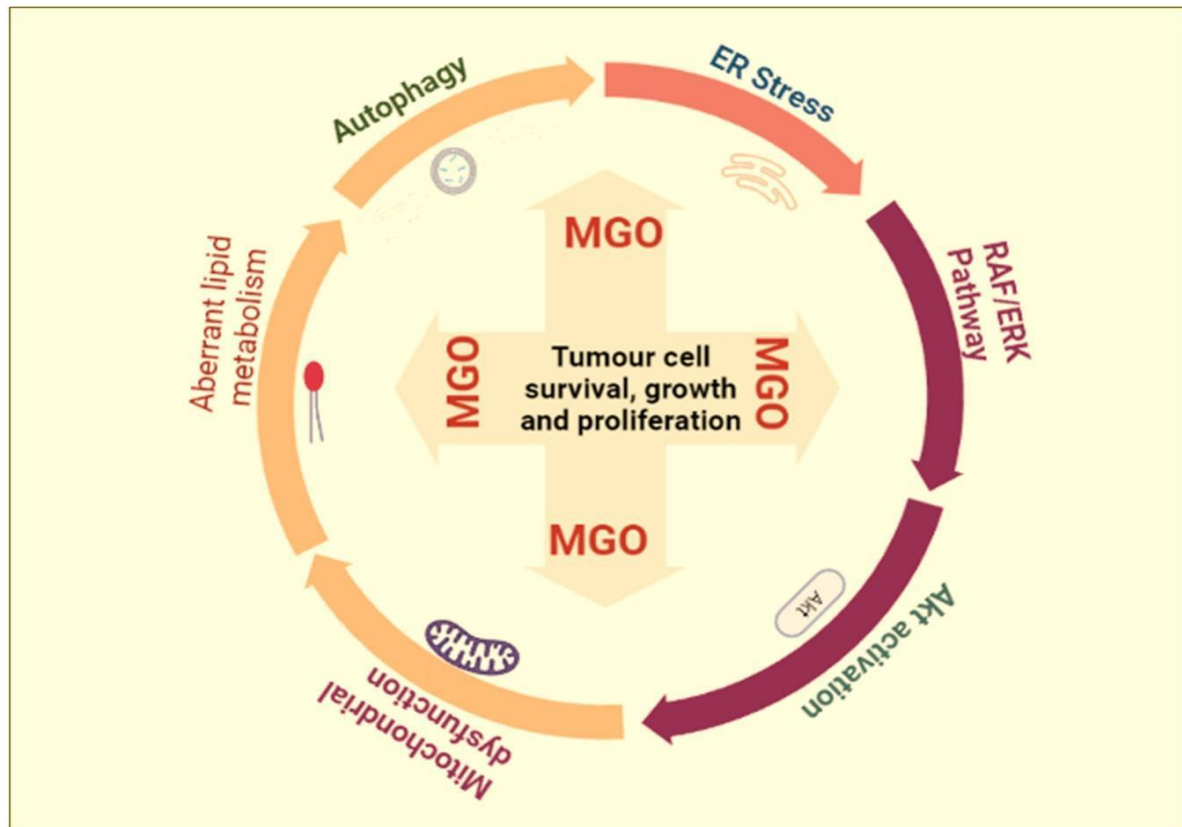 Autophagy
ER Stress
RAF/ERK
Pathway
Akt activation
Akt
Mitochondrial
dysfunction
Aberrant lipid
metabolism
MGO
MGO
MGO
MGO
Tumour cell
survival, growth
and proliferation